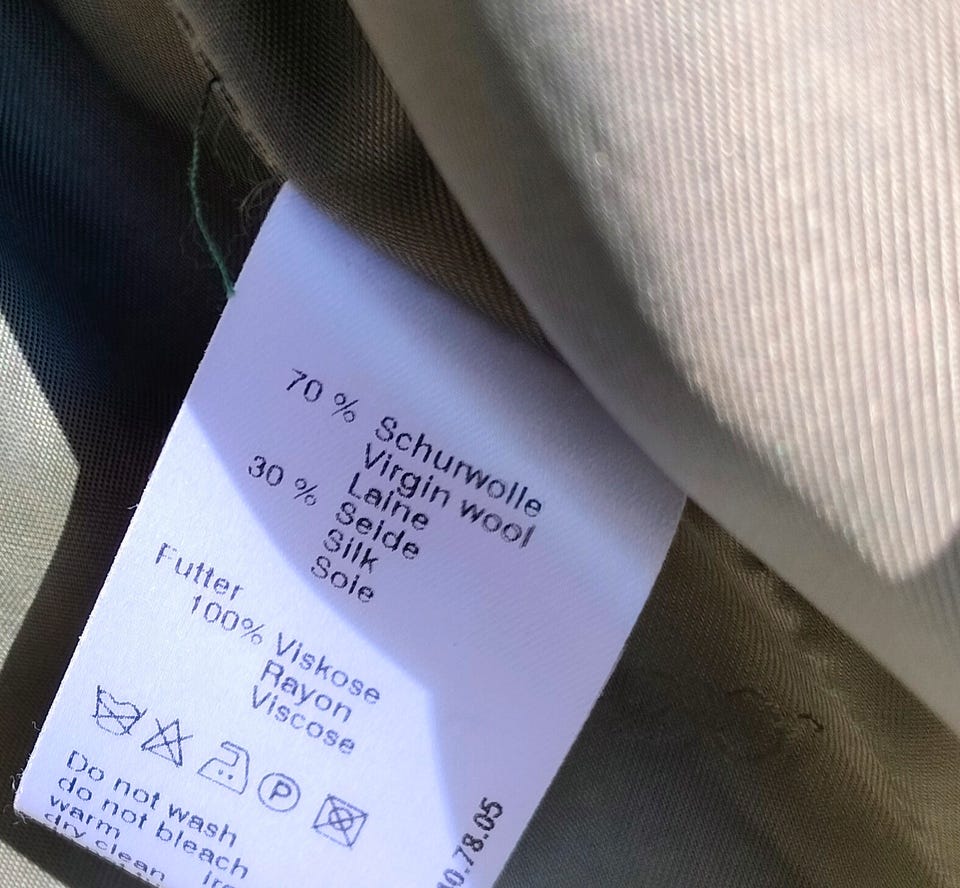 70 % Schurwolle
Virgin wool
Laine
30 % Seide
Silk
Soie
Futter
100% Viskose
Rayon
Viscose
P
Do not wash
do not bleach
warm
dry clean
0.78.05